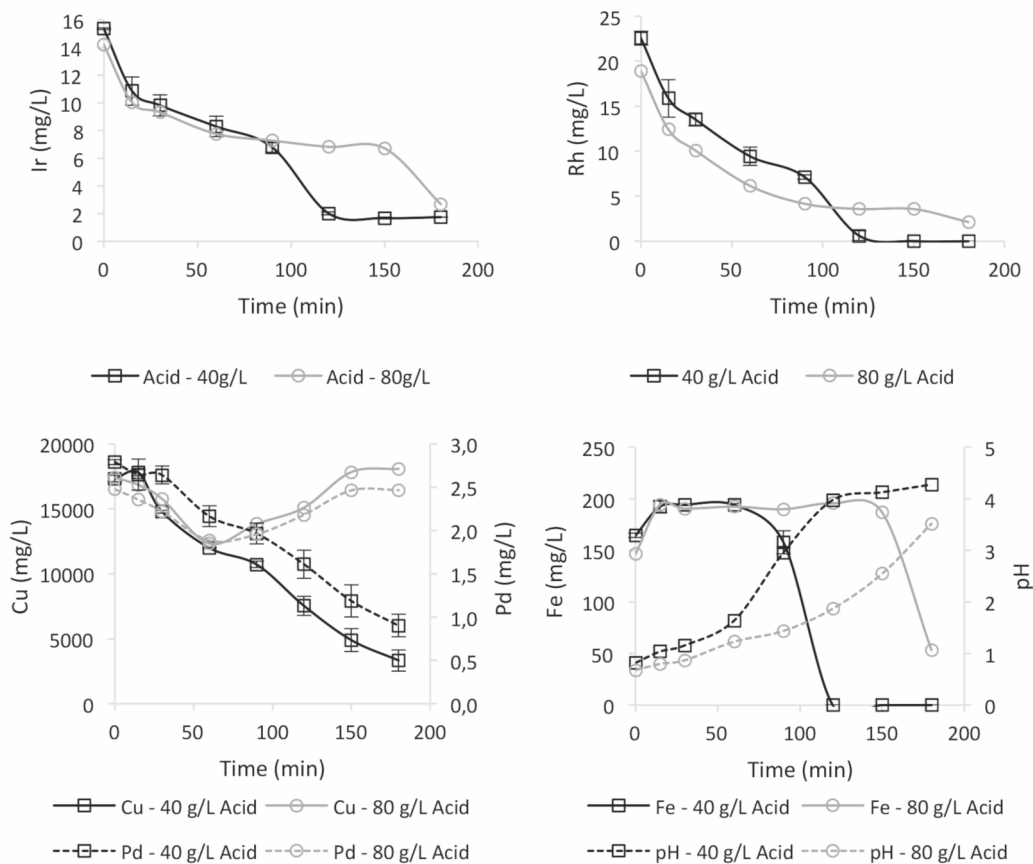 Ir (mg/L)
16
14
12
10
8
6
4
2
0
0 50 100 150 200
Time (min)
Acid - 40g/L Acid - 80g/L
Rh (mg/L)
25
20
15
10
5
0
0 50 100 150 200
Time (min)
40 g/L Acid 80 g/L Acid
Cu (mg/L)
20000
15000
10000
5000
0
3,0
2,5
2,0
1,5
1,0
0,5
0,0
Pd (mg/L)
0 50 100 150 200
Time (min)
Cu - 40 g/L Acid Cu - 80 g/L Acid
Pd - 40 g/L Acid Pd - 80 g/L Acid
Fe (mg/L)
250
200
150
100
50
0
5
4
3
2
1
0
pH
0 50 100 150 200
Time (min)
Fe - 40 g/L Acid Fe - 80 g/L Acid
pH - 40 g/L Acid pH - 80 g/L Acid